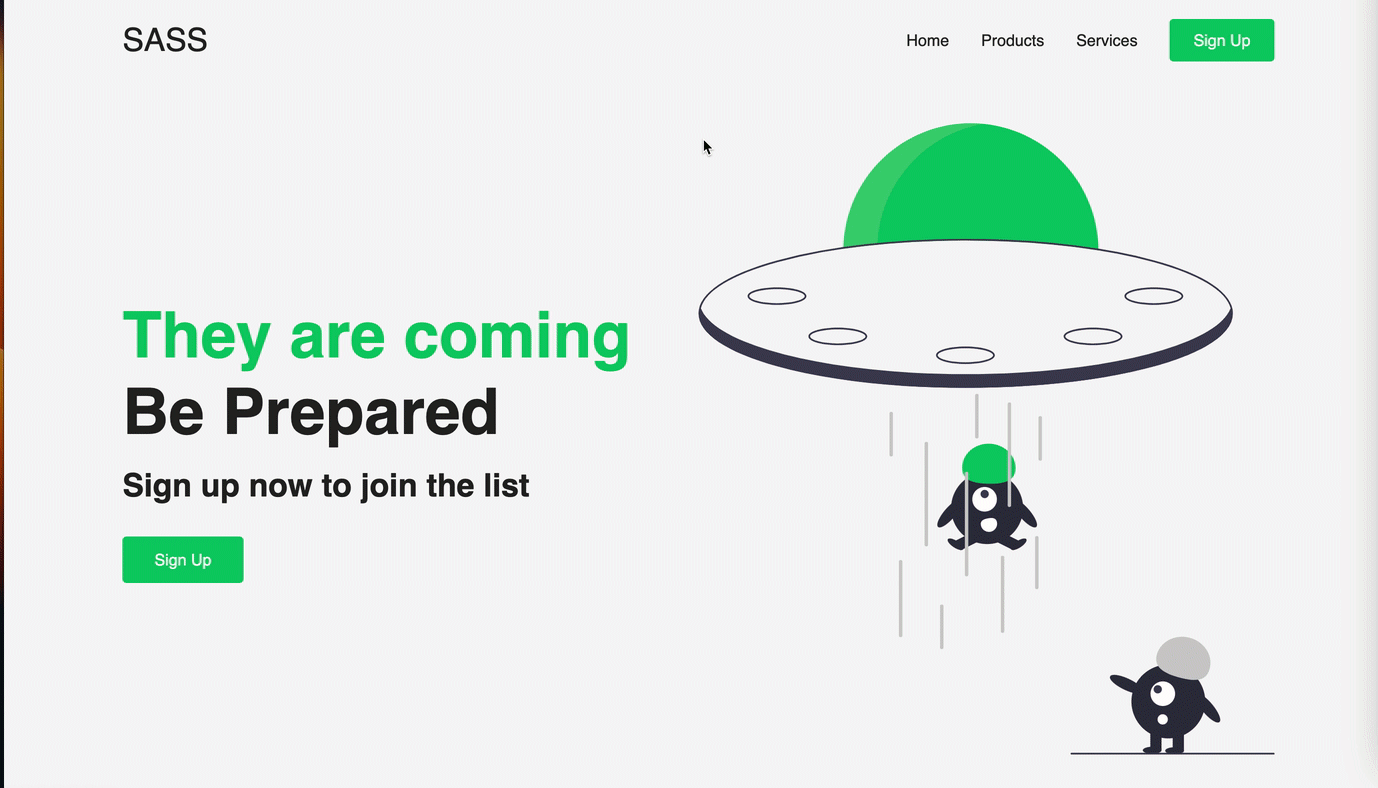 SASS
Home Products Services Sign Up
They are coming
Be Prepared
Sign up now to join the list
Sign Up